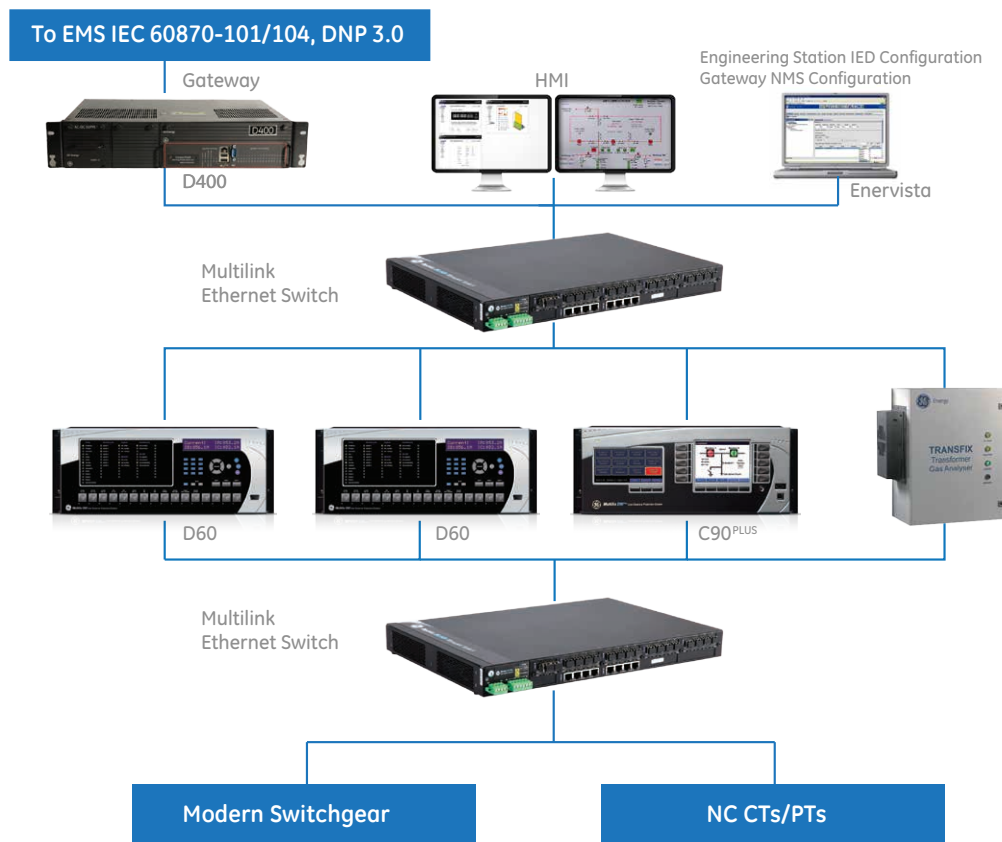 To EMS IEC 60870-101/104, DNP 3.0
Gateway
HMI
Engineering Station IED Configuration
Gateway NMS Configuration
D400
D400
Enervista
Multilink
Ethernet Switch
Energy
TRANSFIX
Transformer
Gas Analyser
D60
D60
C90PLUS
Multilink
Ethernet Switch
Modern Switchgear
NC CTs/PTs